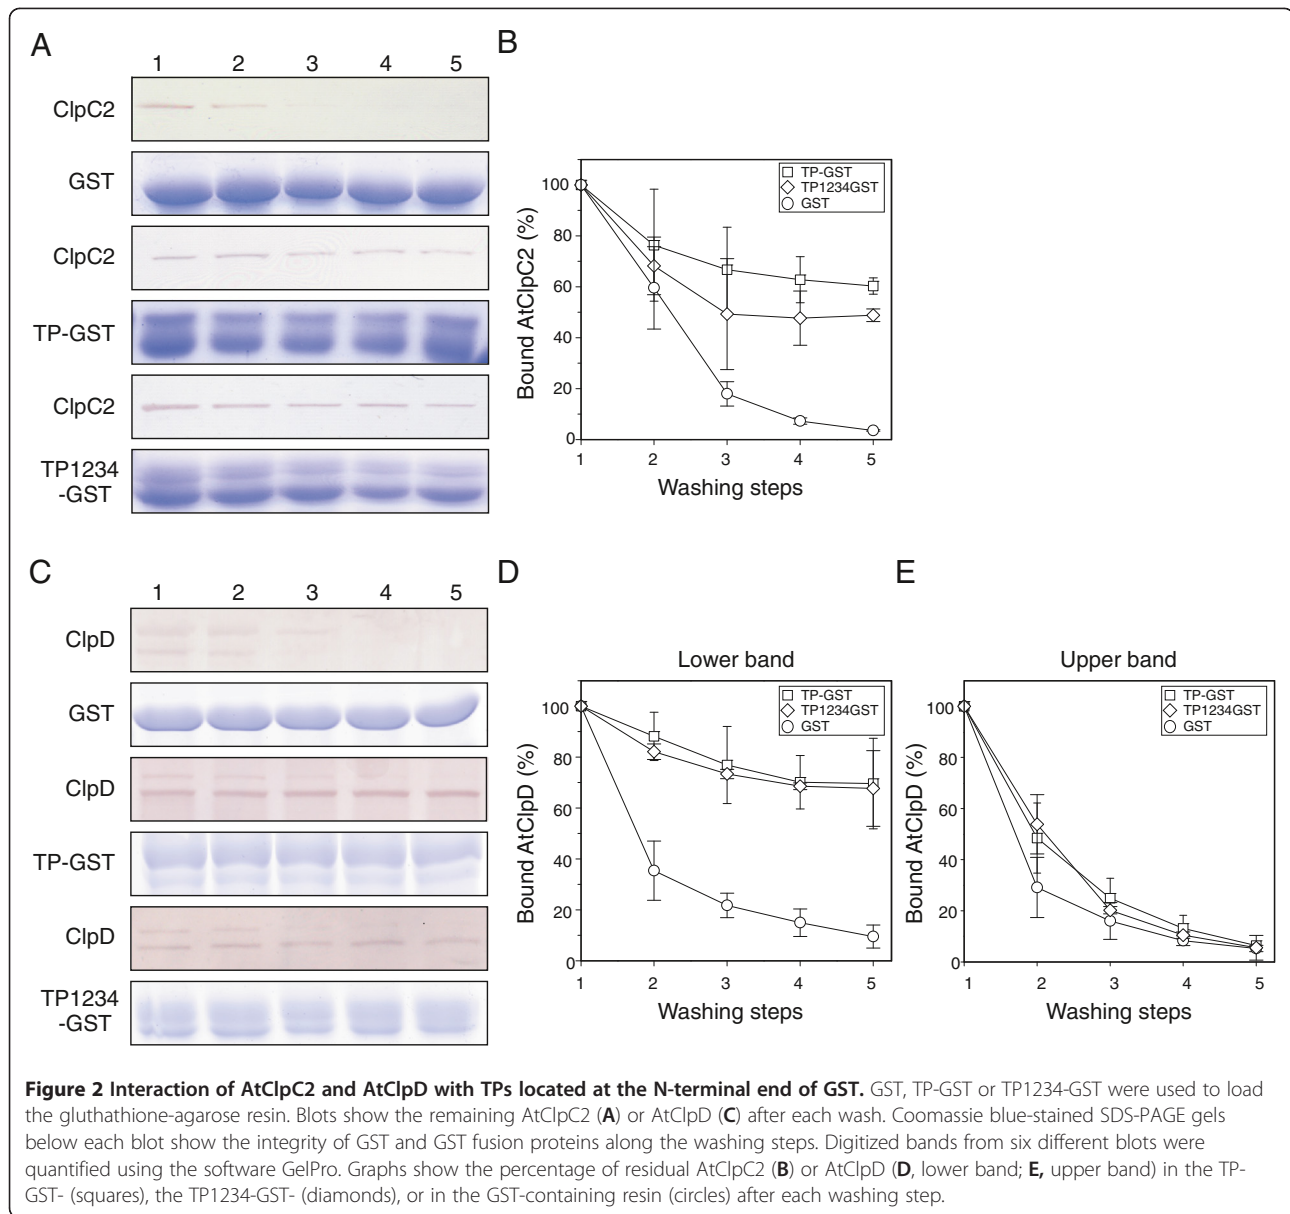 A
1 2 3 4 5
ClpC2
GST
ClpC2
TP-GST
ClpC2
TP1234
-GST
B
TP-GST
TP1234GST
GST
100
80
60
40
20
0
Bound AtClpC2 (%)
1 2 3 4 5
Washing steps
C
1 2 3 4 5
ClpD
GST
ClpD
TP-GST
ClpD
TP1234
-GST
D
Lower band
TP-GST
TP1234GST
GST
100
80
60
40
20
0
Bound AtClpD (%)
1 2 3 4 5
Washing steps
E
Upper band
TP-GST
TP1234GST
GST
100
80
60
40
20
0
Bound AtClpD (%)
1 2 3 4 5
Washing steps
Figure 2 Interaction of AtClpC2 and AtClpD with TPs located at the N-terminal end of GST. GST, TP-GST or TP1234-GST were used to load
the gluthathione-agarose resin. Blots show the remaining AtClpC2 (A) or AtClpD (C) after each wash. Coomassie blue-stained SDS-PAGE gels
below each blot show the integrity of GST and GST fusion proteins along the washing steps. Digitized bands from six different blots were
quantified using the software GelPro. Graphs show the percentage of residual AtClpC2 (B) or AtClpD (D, lower band; E, upper band) in the TP-
GST- (squares), the TP1234-GST- (diamonds), or in the GST-containing resin (circles) after each washing step.